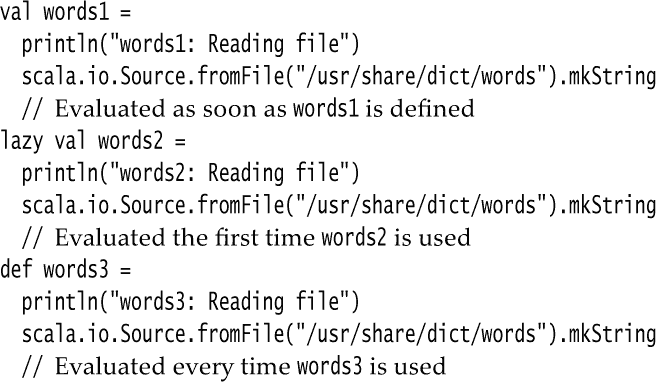 val words1 =
  println("words1: Reading file")
  scala.io.Source.fromFile("/usr/share/dict/words").mkString
  // Evaluated as soon as words1 is defined
lazy val words2 =
  println("words2: Reading file")
  scala.io.Source.fromFile("/usr/share/dict/words").mkString
  // Evaluated the first time words2 is used
def words3 =
  println("words3: Reading file")
  scala.io.Source.fromFile("/usr/share/dict/words").mkString
  // Evaluated every time words3 is used